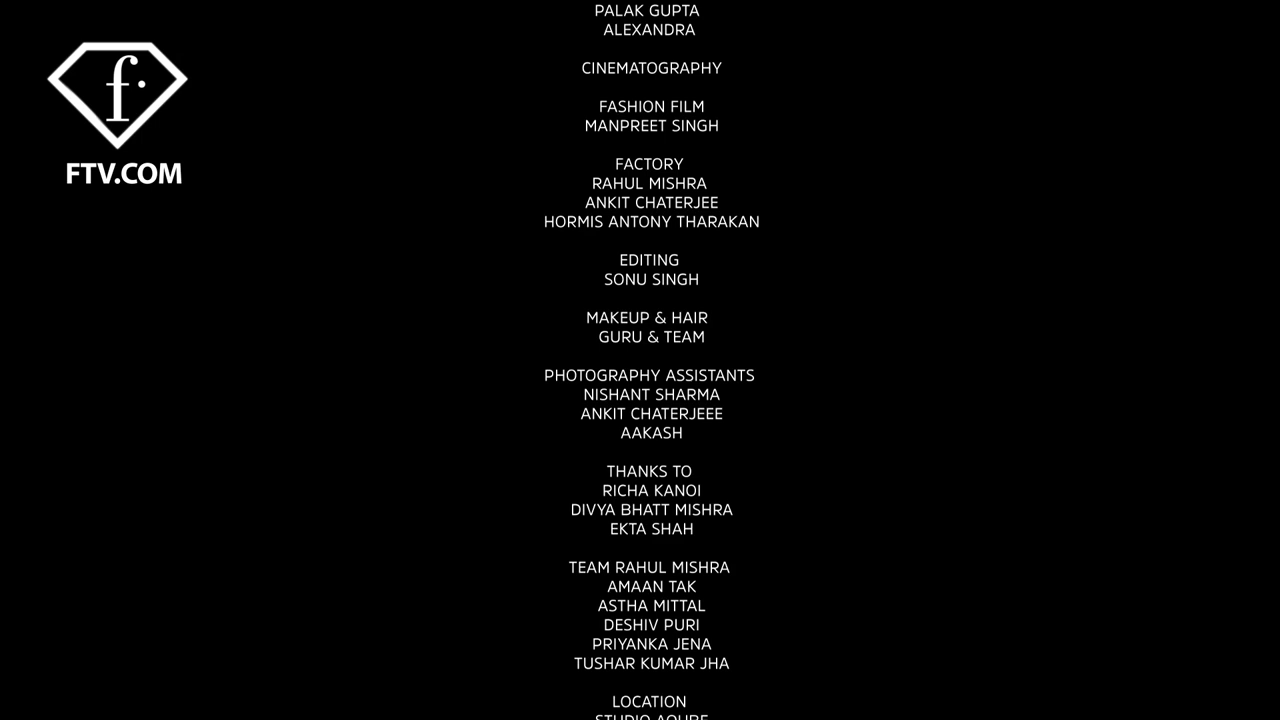 PALAK GUPTA
ALEXANDRA
CINEMATOGRAPHY
FASHION FILM
MANPREET SINGH
FACTORY
RAHUL MISHRA
ANKIT CHATERJEE
HORMIS ANTONY THARAKAN
EDITING
SONU SINGH
MAKEUP & HAIR
GURU & TEAM
PHOTOGRAPHY ASSISTANTS
NISHANT SHARMA
ANKIT CHATERJEEE
AAKASH
THANKS TO
RICHA KANOI
DIVYA BHATT MISHRA
EKTA SHAH
TEAM RAHUL MISHRA
AMAAN TAK
ASTHA MITTAL
DESHIV PURI
PRIYANKA JENA
TUSHAR KUMAR JHA
LOCATION
STUDIO
f.
FTV.COM